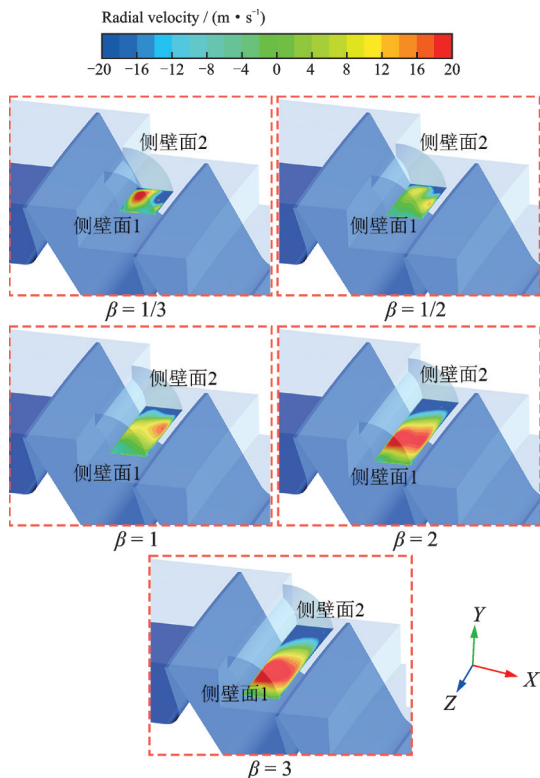 Radial velocity / (m · s⁻¹)
−20 −16 −12 −8 −4 0 4 8 12 16 20
侧壁面2
侧壁面1
β = 1/3
侧壁面2
侧壁面1
β = 1/2
侧壁面2
侧壁面1
β = 1
侧壁面2
侧壁面1
β = 2
侧壁面2
侧壁面1
β = 3
Y
X
Z